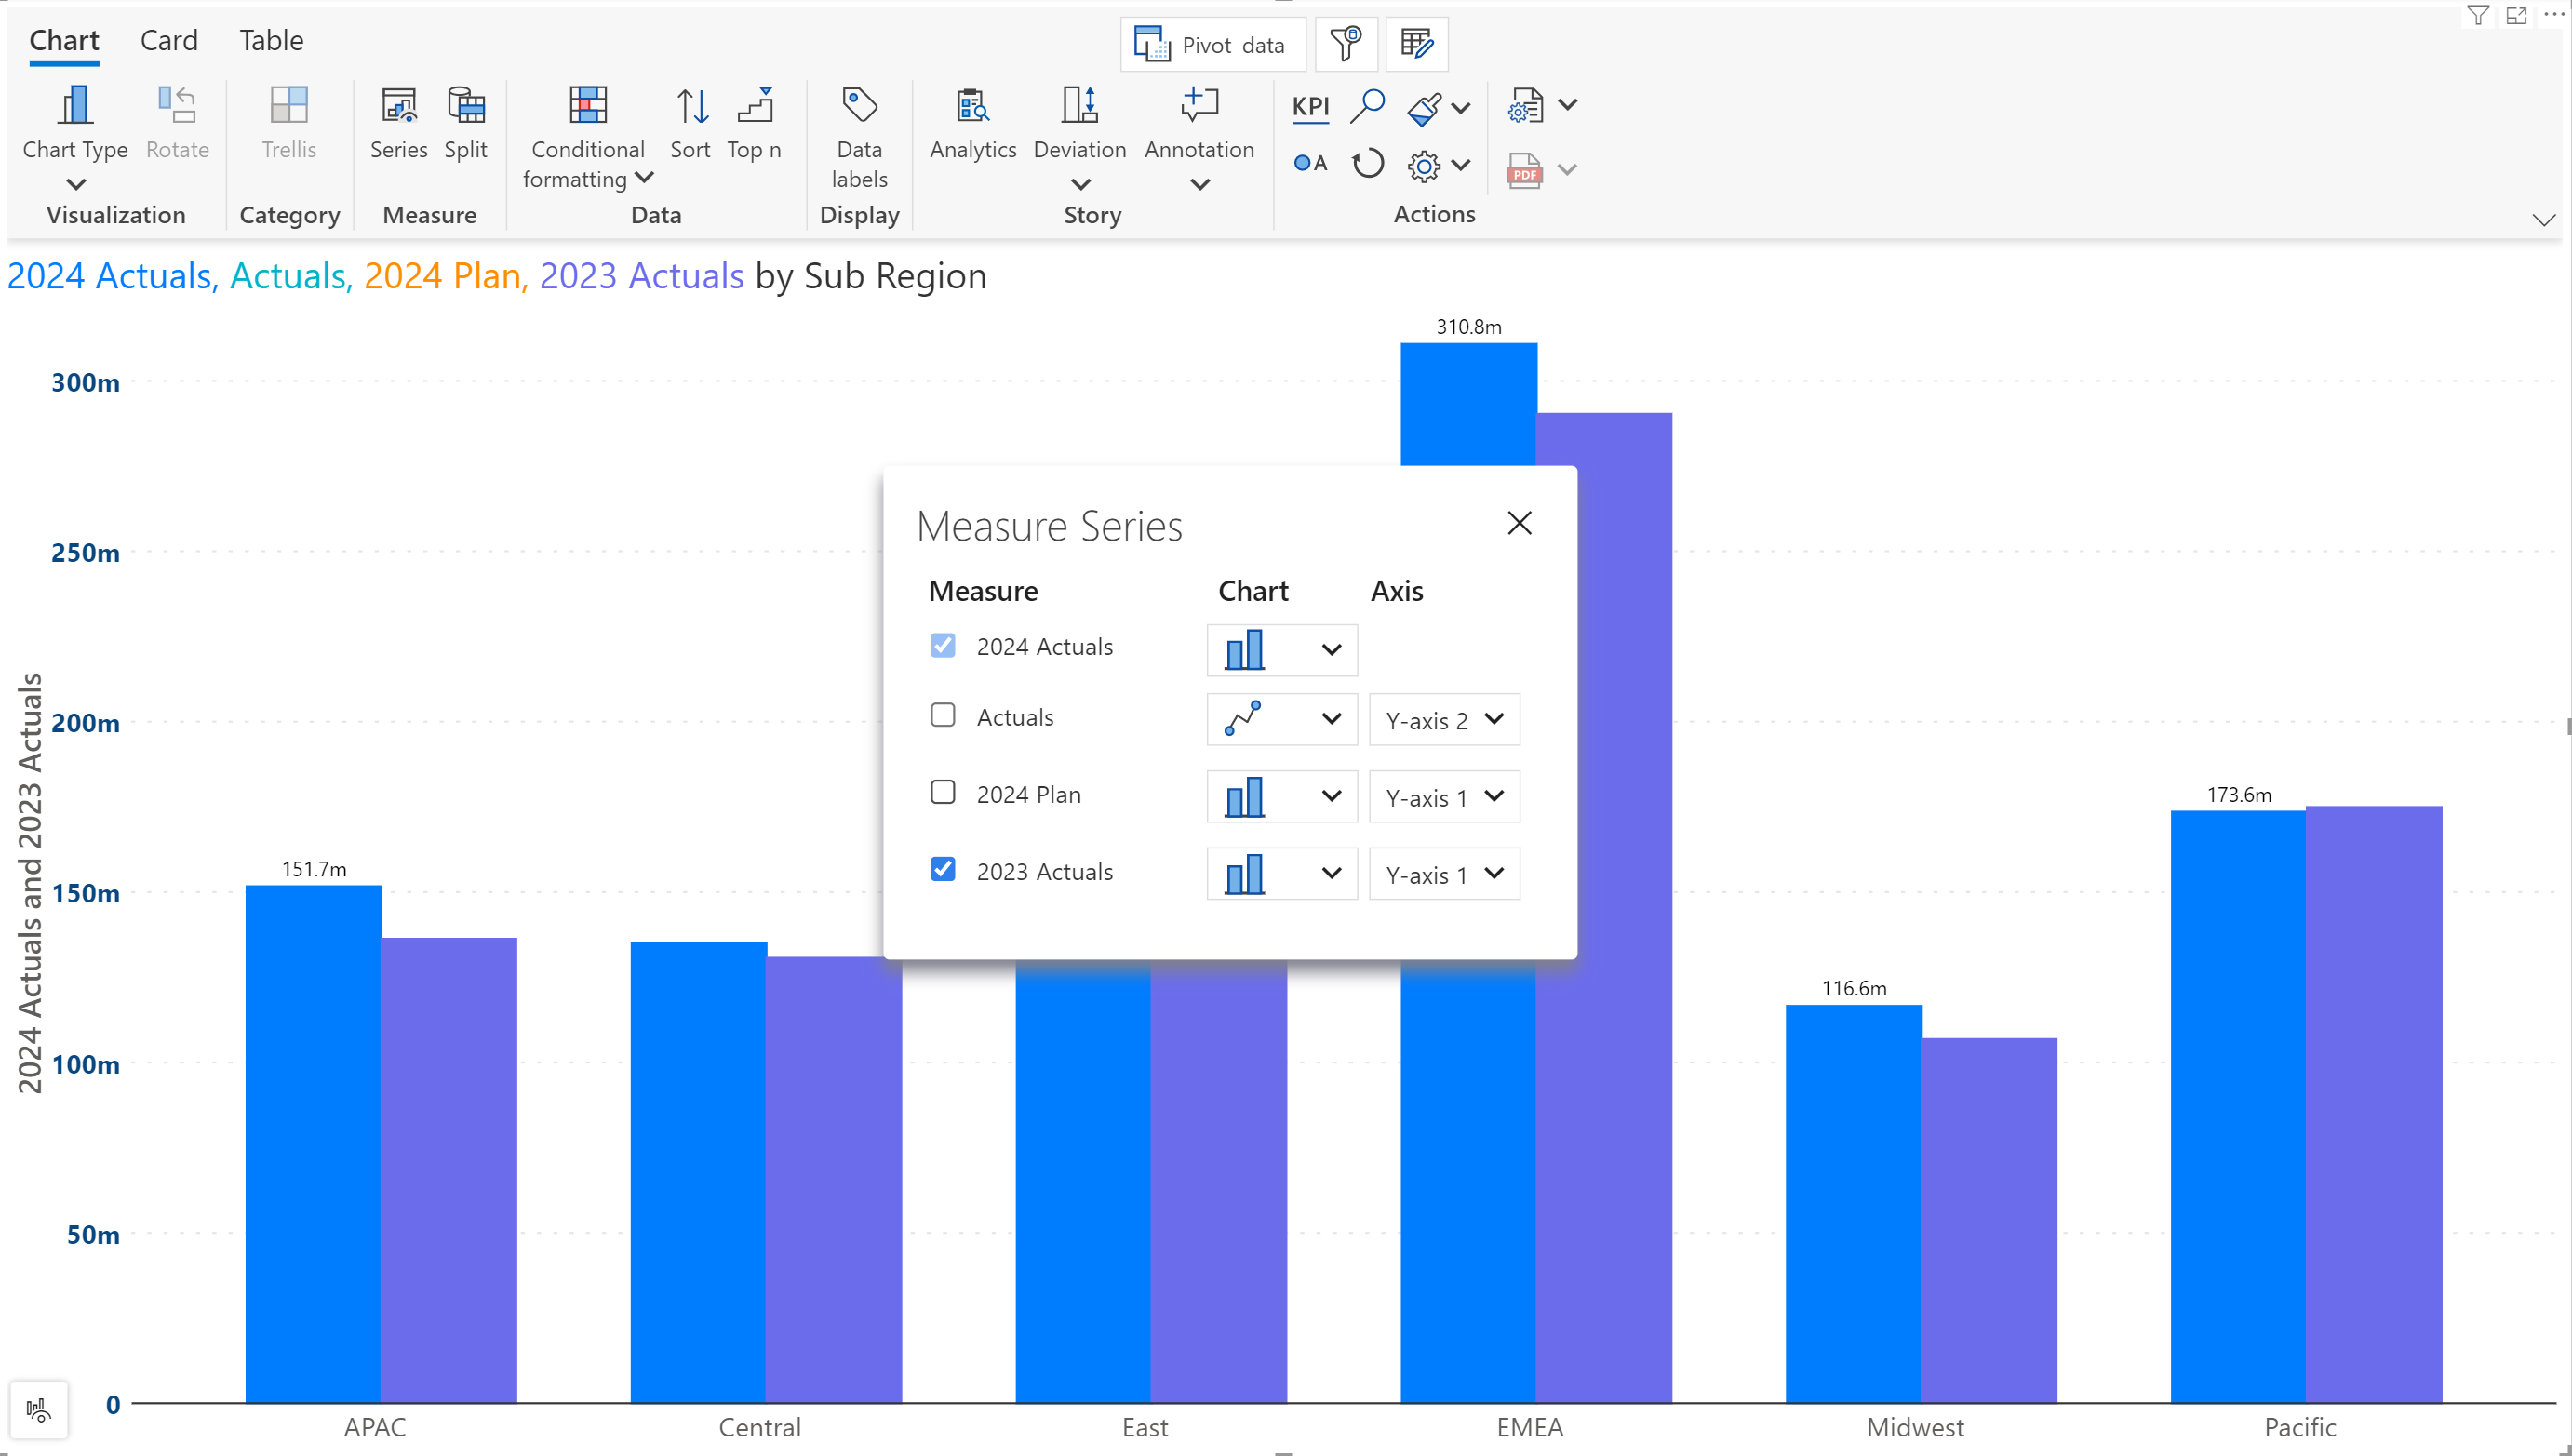 Chart Card Table
Pivot data
Chart Type
Rotate
Trellis
Series
Split
Conditional
formatting
Sort
Top n
Data
labels
Analytics
Deviation
Annotation
KPI
A
PDF
Visualization
Category
Measure
Data
Display
Story
Actions
2024 Actuals, Actuals, 2024 Plan, 2023 Actuals by Sub Region
2024 Actuals and 2023 Actuals
300m
250m
200m
150m
100m
50m
0
310.8m
151.7m
116.6m
173.6m
Measure Series
Measure Chart Axis
2024 Actuals
Actuals Y-axis 2
2024 Plan Y-axis 1
2023 Actuals Y-axis 1
APAC Central East EMEA Midwest Pacific